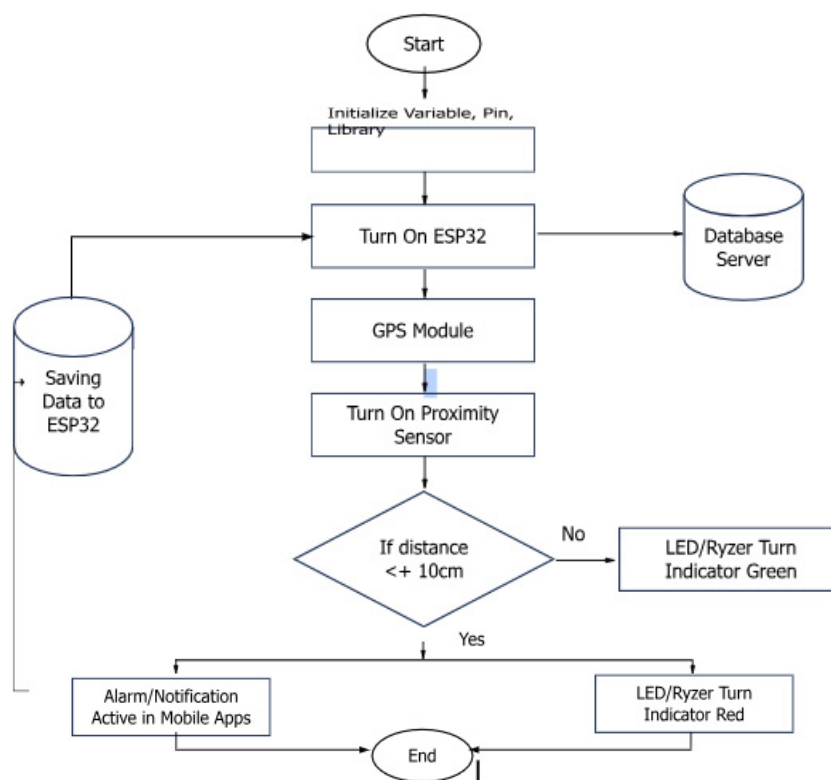 Start
Initialize Variable, Pin,
Library
Turn On ESP32
Database
Server
GPS Module
Saving
Data to
ESP32
Turn On Proximity
Sensor
If distance
<+ 10cm
No
LED/Ryzer Turn
Indicator Green
Yes
Alarm/Notification
Active in Mobile Apps
LED/Ryzer Turn
Indicator Red
End